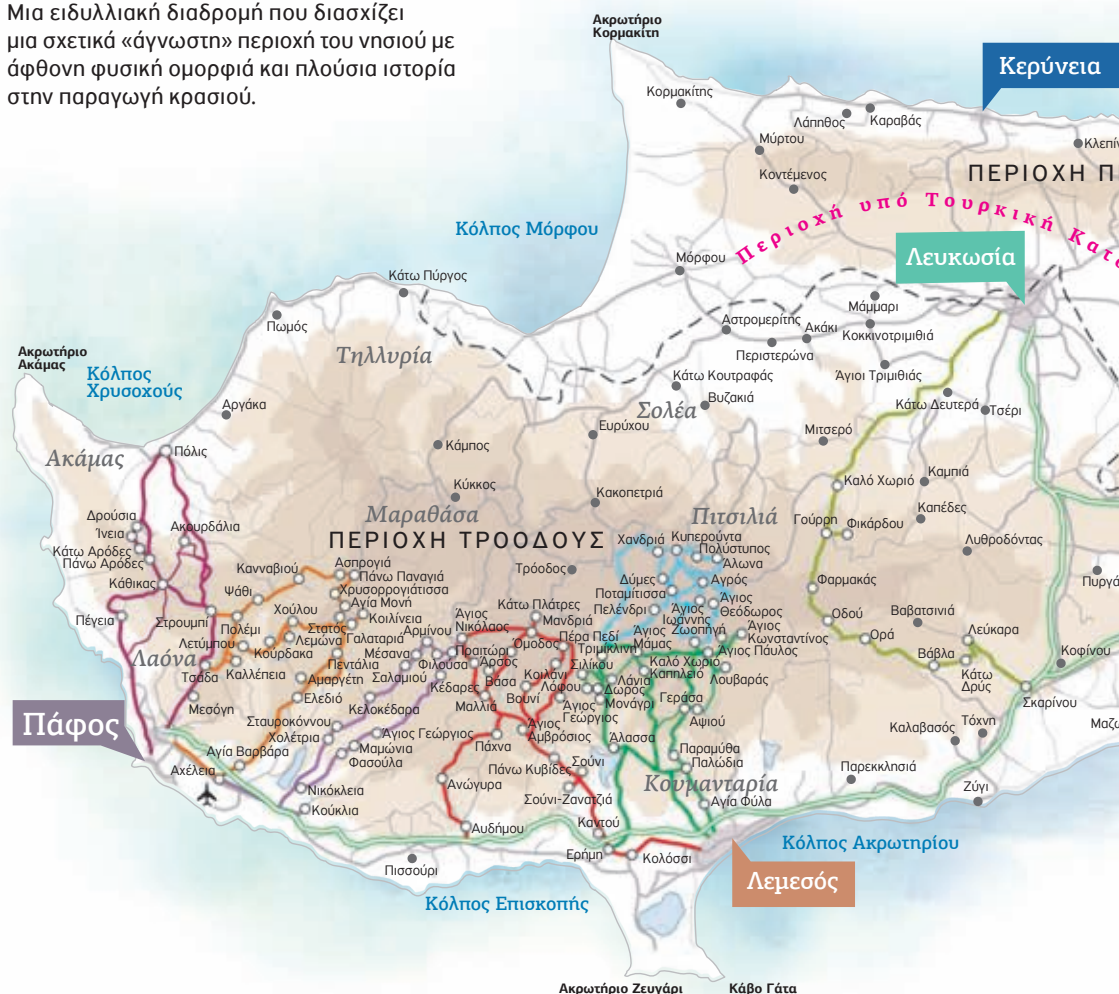 Μια ειδυλλιακή διαδρομή που διασχίζει
μια σχετικά «άγνωστη» περιοχή του νησιού με
άφθονη φυσική ομορφιά και πλούσια ιστορία
στην παραγωγή κρασιού.
Ακρωτήριο
Κορμακίτη
Κερύνεια
Κορμακίτης
Λάπηθος
Καραβάς
Μύρτου
Κλεπίν
Κοντέμενος
ΠΕΡΙΟΧΗ Π
Περιοχή υπό Τουρκική Κατο
Κόλπος Μόρφου
Λευκωσία
Μόρφου
Κάτω Πύργος
Μάμμαρι
Πωμός
Αστρομερίτης
Ακάκι
Κοκκινοτριμιθιά
Περιστερώνα
Τηλλυρία
Ακρωτήριο
Ακάμας
Κόλπος
Χρυσοχούς
Κάτω Κουτραφάς
Άγιοι Τριμιθιάς
Βυζακιά
Κάτω Δευτερά
Τσέρι
Αργάκα
Σολέα
Ευρύχου
Μιτσερό
Κάμπος
Πόλις
Ακάμας
Κύκκος
Κακοπετριά
Καλό Χωριό
Καμπιά
Καπέδες
Δρούσια
Ίνεια
Ακουρδάλια
Μαραθάσα
Πιτσιλιά
Γούρρη
Φικάρδου
Κάτω Αρόδες
Πάνω Αρόδες
ΠΕΡΙΟΧΗ ΤΡΟΟΔΟΥΣ
Χανδριά
Κυπερούντα
Πολύστυπος
Άλωνα
Λυθροδόντας
Κάθικας
Κανναβιού
Ασπρογιά
Πάνω Παναγιά
Τρόοδος
Δύμες
Αγρός
Φαρμακάς
Πυργά
Ψάθι
Χρυσορρογιάτισσα
Ποταμίτισσα
Πέγεια
Στρουμπί
Χούλου
Αγία Μονή
Κάτω Πλάτρες
Πελένδρι
Άγιος
Ιωάννης
Άγιος
Θεόδωρος
Οδού
Βαβατσινιά
Πολέμι
Στατός
Κοιλίνεια
Άγιος
Νικόλαος
Μανδριά
Ζωοπηγή
Άγιος
Κωνσταντίνος
Ορά
Λεύκαρα
Λετύμπου
Λεμώνα
Γαλαταριά
Αρμίνου
Πραιτώρι
Όμοδος
Πέρα Πεδί
Τριμίκλινη
Άγιος
Μάμας
Άγιος Παύλος
Λαόνα
Κούρδακα
Πενταλιά
Μέσανα
Φιλούσα
Άρσος
Κοιλάνι
Σιλίκου
Καλό Χωριό
Λουβαράς
Βάβλα
Κάτω
Δρύς
Κοφίνου
Τσάδα
Καλλέπεια
Αμαργέτη
Σαλαμιού
Κέδαρες
Βάσα
Λόφου
Λάνια
Καπηλειό
Μεσόγη
Ελεδιό
Κελοκέδαρα
Μαλλιά
Βουνί
Άγιος
Γεώργιος
Δωρός
Μονάγρι
Γεράσα
Σκαρίνου
Πάφος
Σταυροκόννου
Άγιος
Αμβρόσιος
Αψιού
Καλαβασός
Τόχνη
Μαζω
Χολέτρια
Άγιος Γεώργιος
Πάχνα
Άλασσα
Αγία Βαρβάρα
Μαμώνια
Παραμύθα
Αχέλεια
Φασούλα
Πάνω Κυβίδες
Σούνι
Παλώδια
Παρεκκλησιά
Νικόκλεια
Ανώγυρα
Κουμανταρία
Ζύγι
Κούκλια
Σούνι-Ζανατζιά
Αγία Φύλα
Αυδήμου
Καντού
Κόλπος Ακρωτηρίου
Πισσούρι
Ερήμη
Κολόσσι
Λεμεσός
Κόλπος Επισκοπής
Ακρωτήριο Ζευγάρι
Κάβο Γάτα